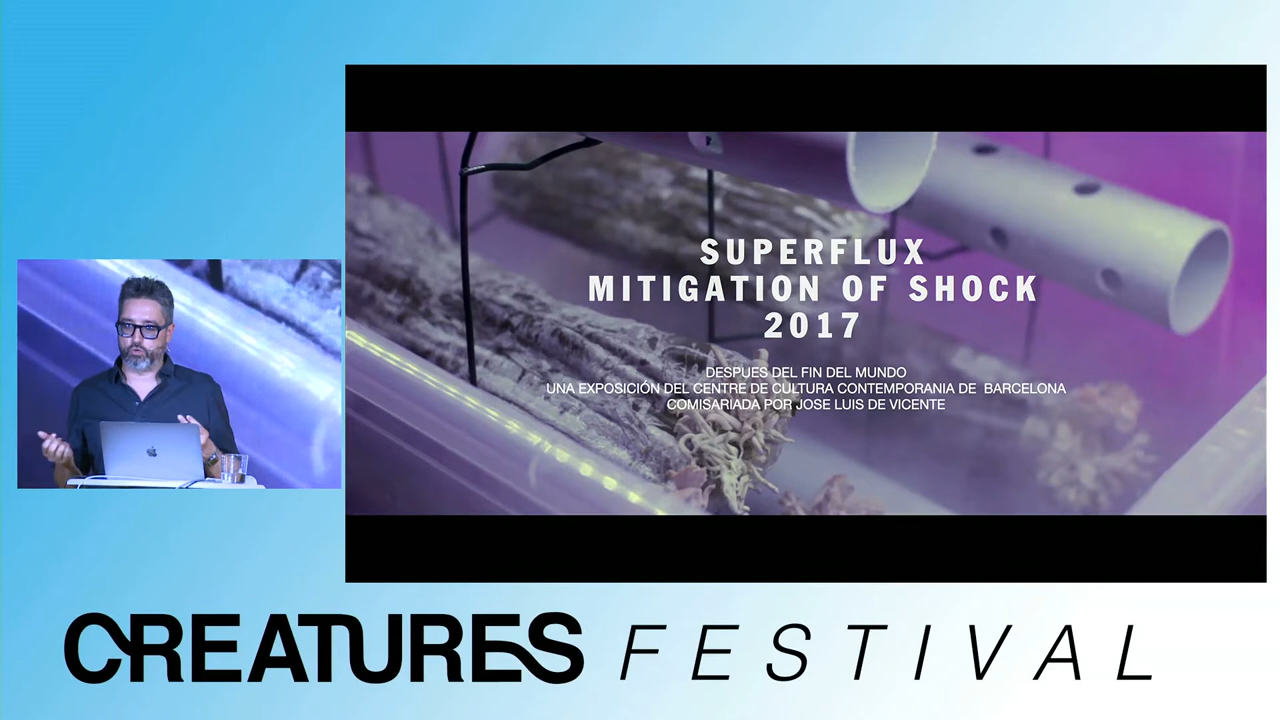 SUPERFLUX
MITIGATION OF SHOCK
2017
DESPUES DEL FIN DEL MUNDO
UNA EXPOSICIÓN DEL CENTRE DE CULTURA CONTEMPORANIA DE BARCELONA
COMISARIADA POR JOSE LUIS DE VICENTE
CREATURES FESTIVAL